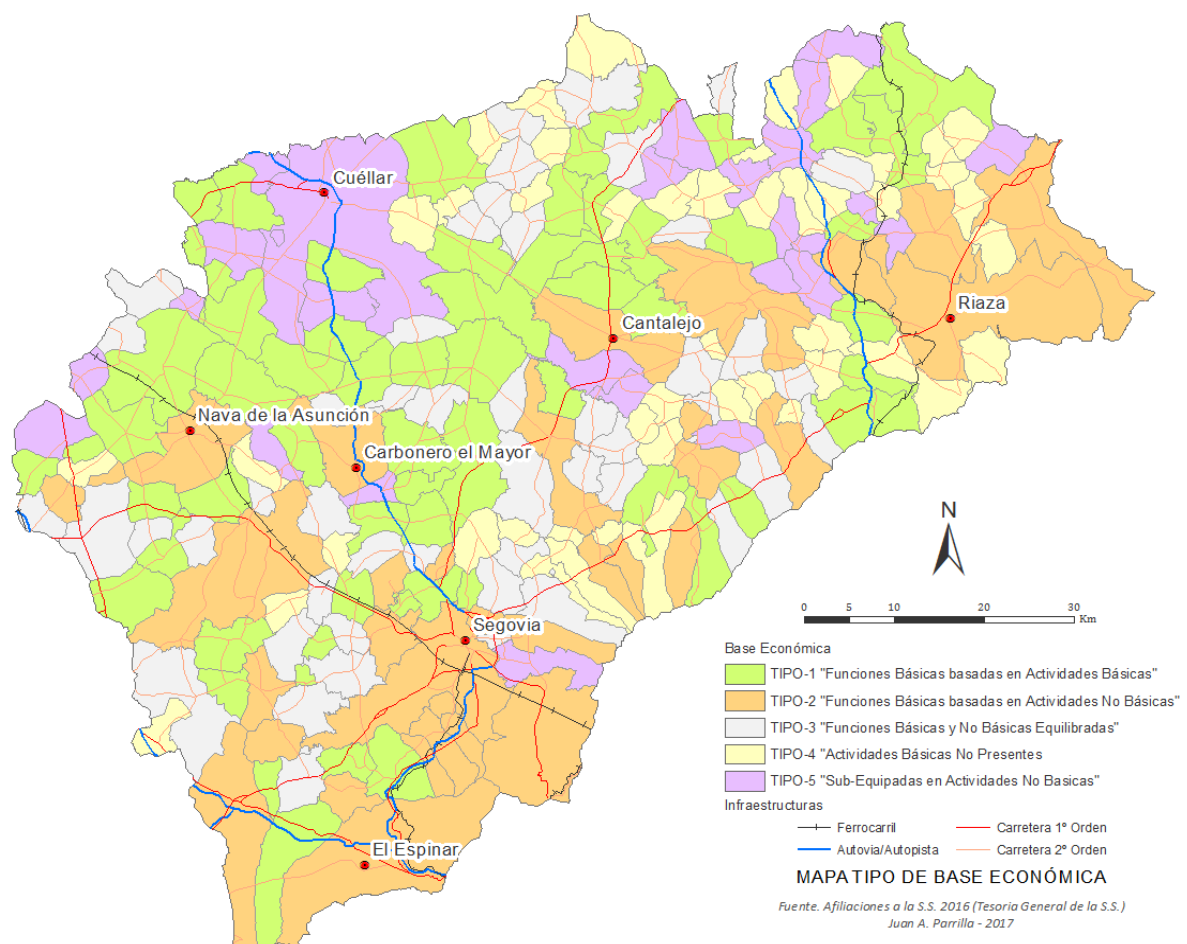 Cuéllar
Cantalejo
Riaza
Nava de la Asunción
Carbonero el Mayor
Segovia
El Espinar
N
0 5 10 20 30
Km
Base Económica
TIPO-1 "Funciones Básicas basadas en Actividades Básicas"
TIPO-2 "Funciones Básicas basadas en Actividades No Básicas"
TIPO-3 "Funciones Básicas y No Básicas Equilibradas"
TIPO-4 "Actividades Básicas No Presentes
TIPO-5 "Sub-Equipadas en Actividades No Basicas"
Infraestructuras
Ferrocarril Carretera 1º Orden
Autovia/Autopista Carretera 2º Orden
MAPA TIPO DE BASE ECONÓMICA
Fuente. Afiliaciones a la S.S. 2016 (Tesoria General de la S.S.)
Juan A. Parrilla - 2017